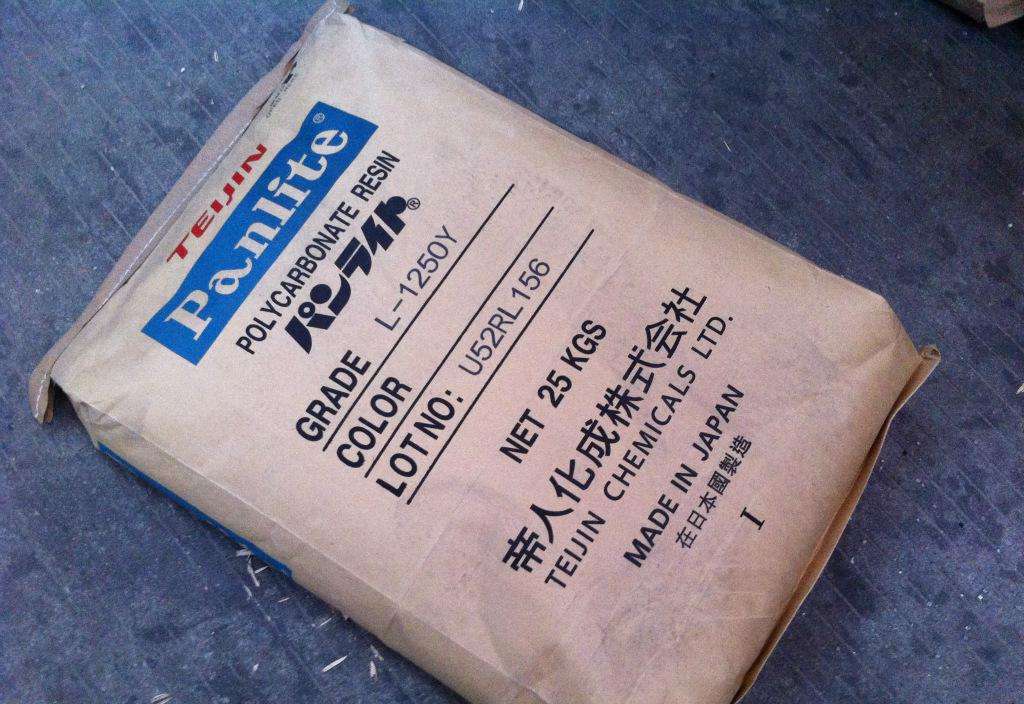 TEIJIN
Panlite®
POLYCARBONATE RESIN
パンライト®
GRADE L-1250Y
COLOR
LOT NO: U52RL156
NET 25 KGS
帝人化成株式会社
TEIJIN CHEMICALS LTD.
MADE IN JAPAN
在日本國製造
I